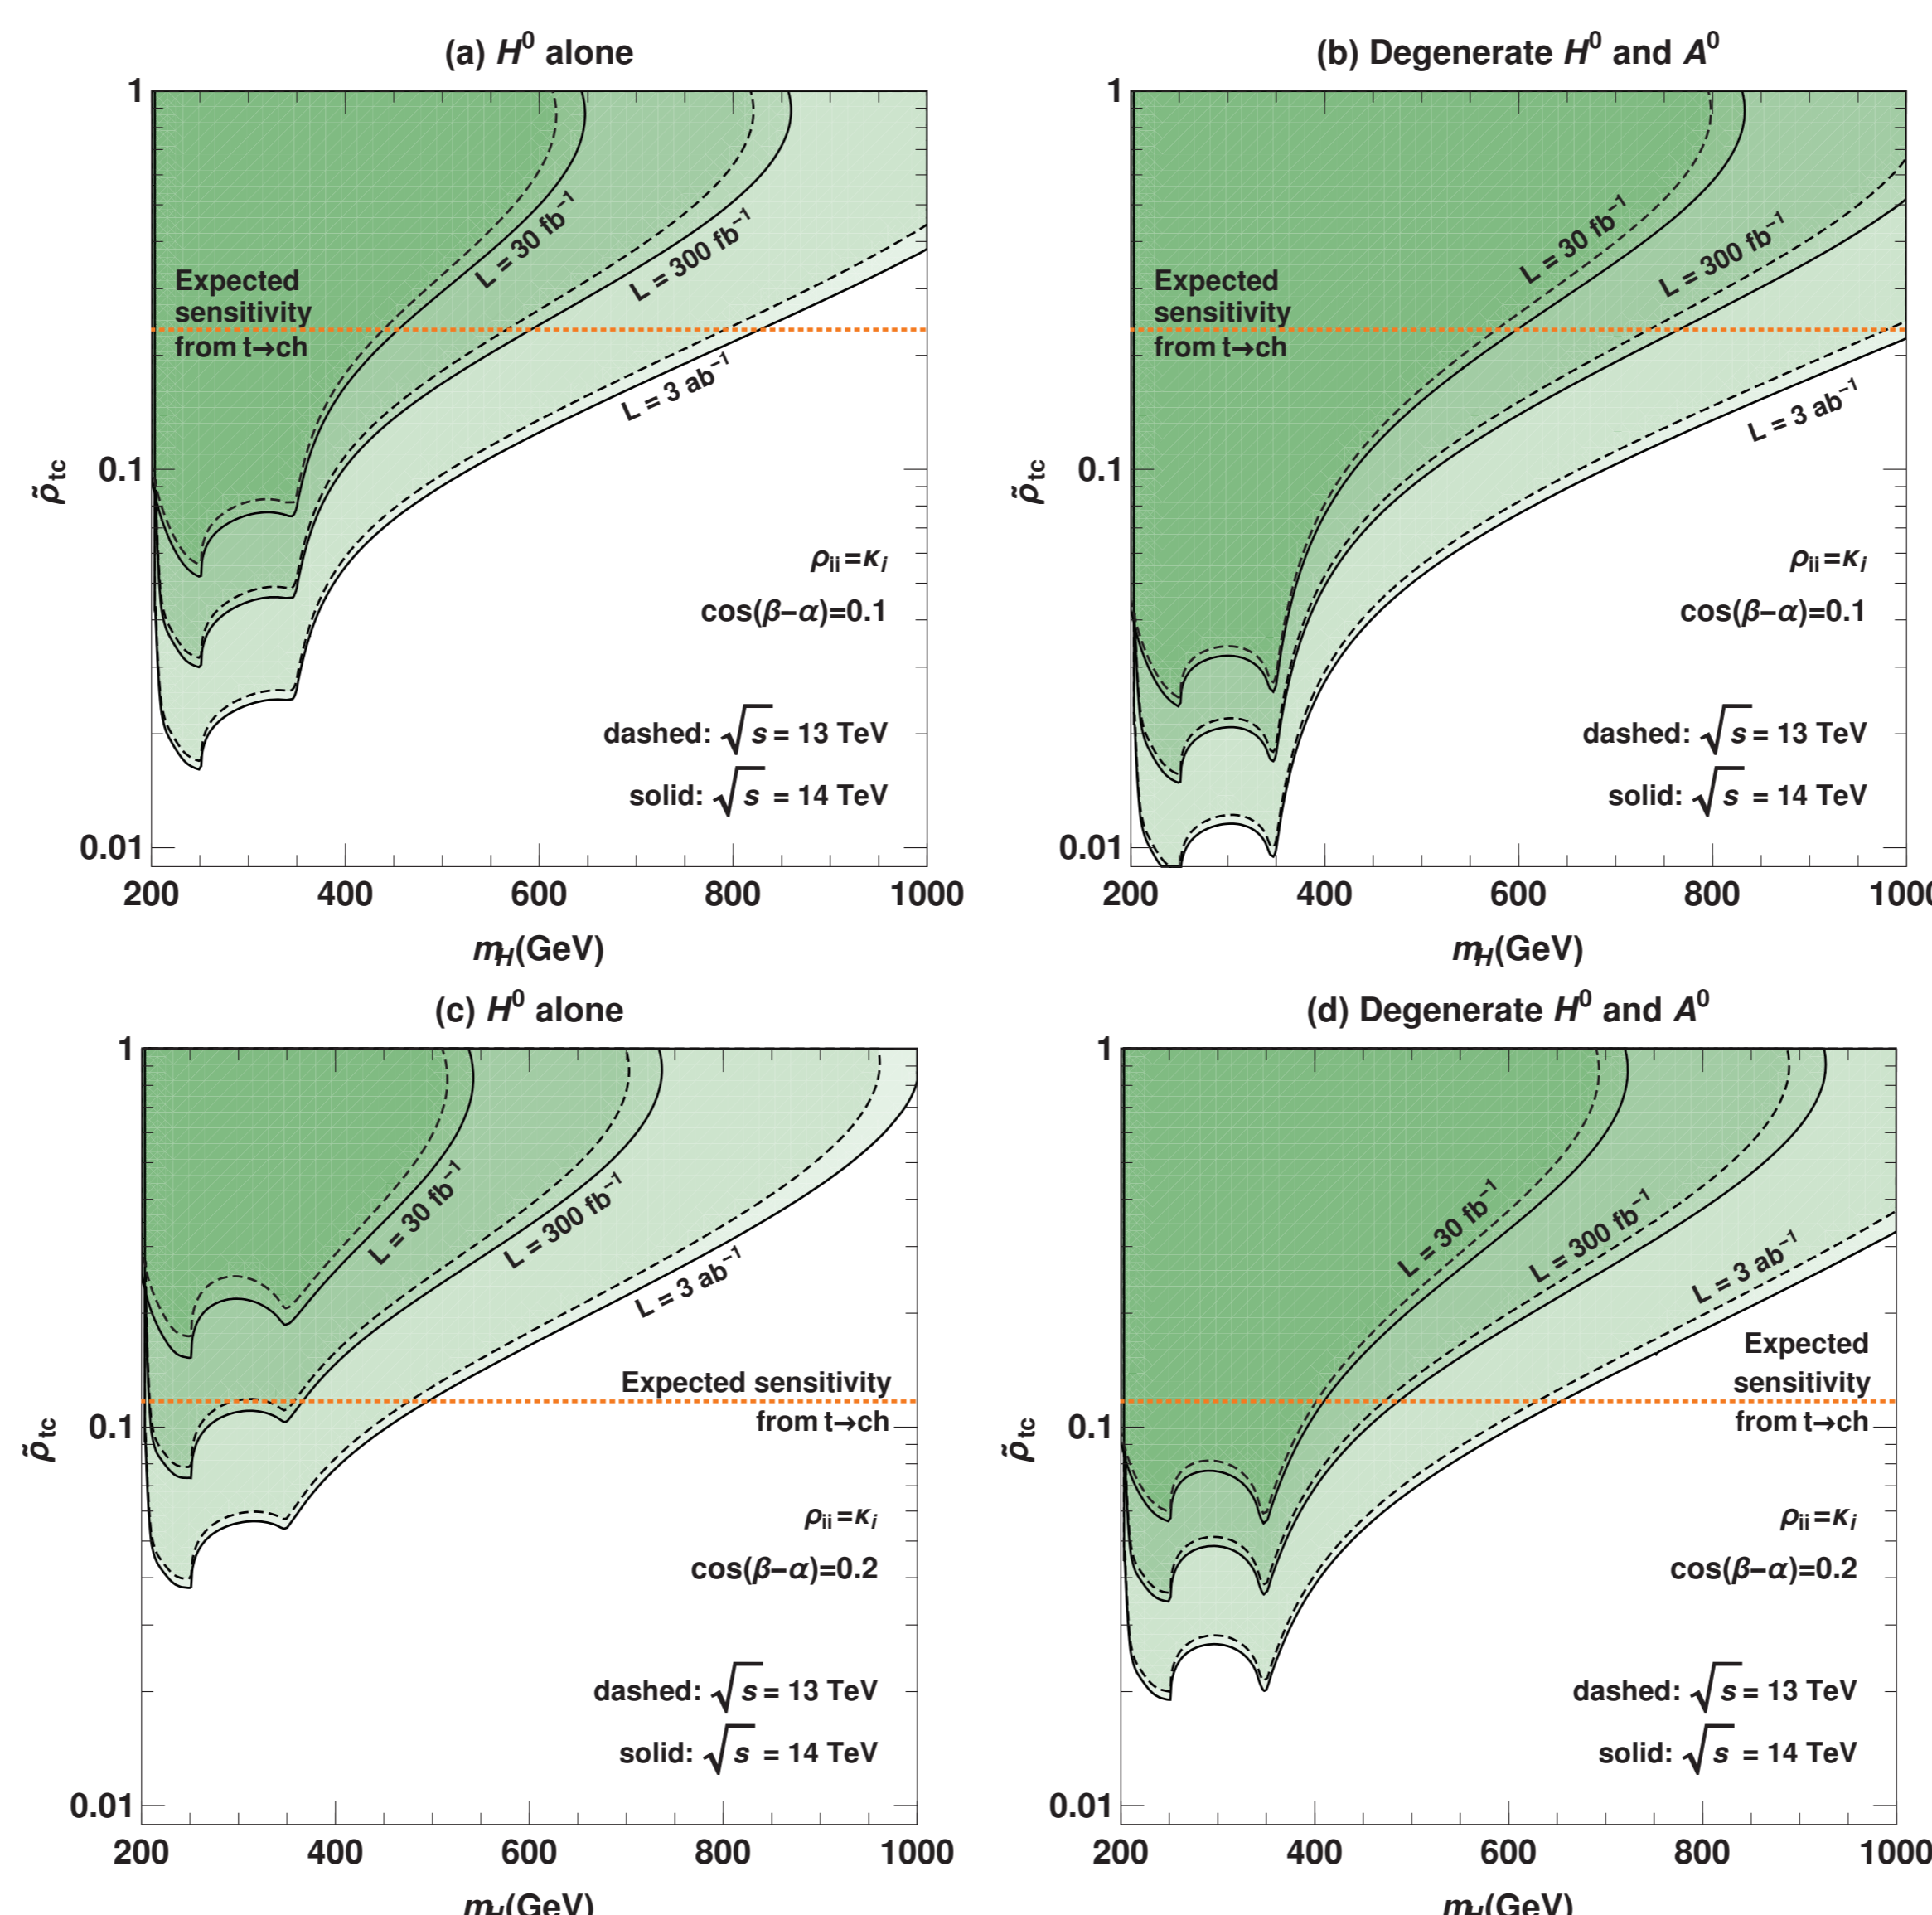 (a) H⁰ alone
1
0.1
0.01
ρ̃tc
L = 30 fb⁻¹
L = 300 fb⁻¹
L = 3 ab⁻¹
Expected
sensitivity
from t→ch
ρii=κi
cos(β−α)=0.1
dashed: √s = 13 TeV
solid: √s = 14 TeV
200 400 600 800 1000
mH(GeV)
(b) Degenerate H⁰ and A⁰
1
0.1
0.01
ρ̃tc
L = 30 fb⁻¹
L = 300 fb⁻¹
L = 3 ab⁻¹
Expected
sensitivity
from t→ch
ρii=κi
cos(β−α)=0.1
dashed: √s = 13 TeV
solid: √s = 14 TeV
200 400 600 800 1000
mH(GeV)
(c) H⁰ alone
1
0.1
0.01
ρ̃tc
L = 30 fb⁻¹
L = 300 fb⁻¹
L = 3 ab⁻¹
Expected sensitivity
from t→ch
ρii=κi
cos(β−α)=0.2
dashed: √s = 13 TeV
solid: √s = 14 TeV
200 400 600 800 1000
mH(GeV)
(d) Degenerate H⁰ and A⁰
1
0.1
0.01
ρ̃tc
L = 30 fb⁻¹
L = 300 fb⁻¹
L = 3 ab⁻¹
Expected
sensitivity
from t→ch
ρii=κi
cos(β−α)=0.2
dashed: √s = 13 TeV
solid: √s = 14 TeV
200 400 600 800 1000
mH(GeV)